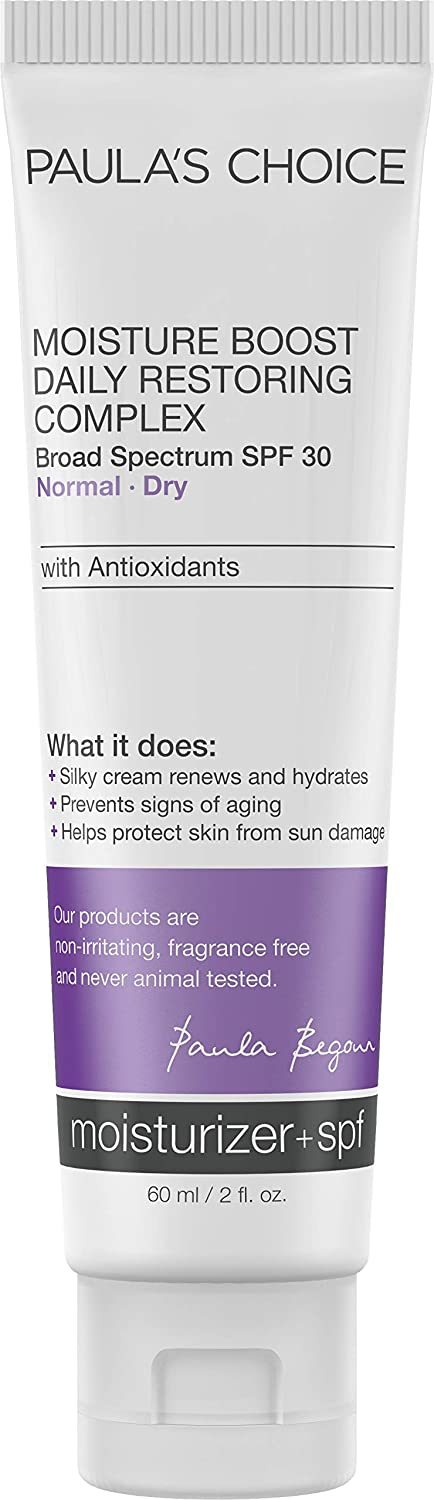 PAULA'S CHOICE
MOISTURE BOOST
DAILY RESTORING
COMPLEX
Broad Spectrum SPF 30
Normal · Dry
with Antioxidants
What it does:
+ Silky cream renews and hydrates
+ Prevents signs of aging
+ Helps protect skin from sun damage
Our products are
non-irritating, fragrance free
and never animal tested.
Paula Begoun
moisturizer + spf
60 ml / 2 fl. oz.